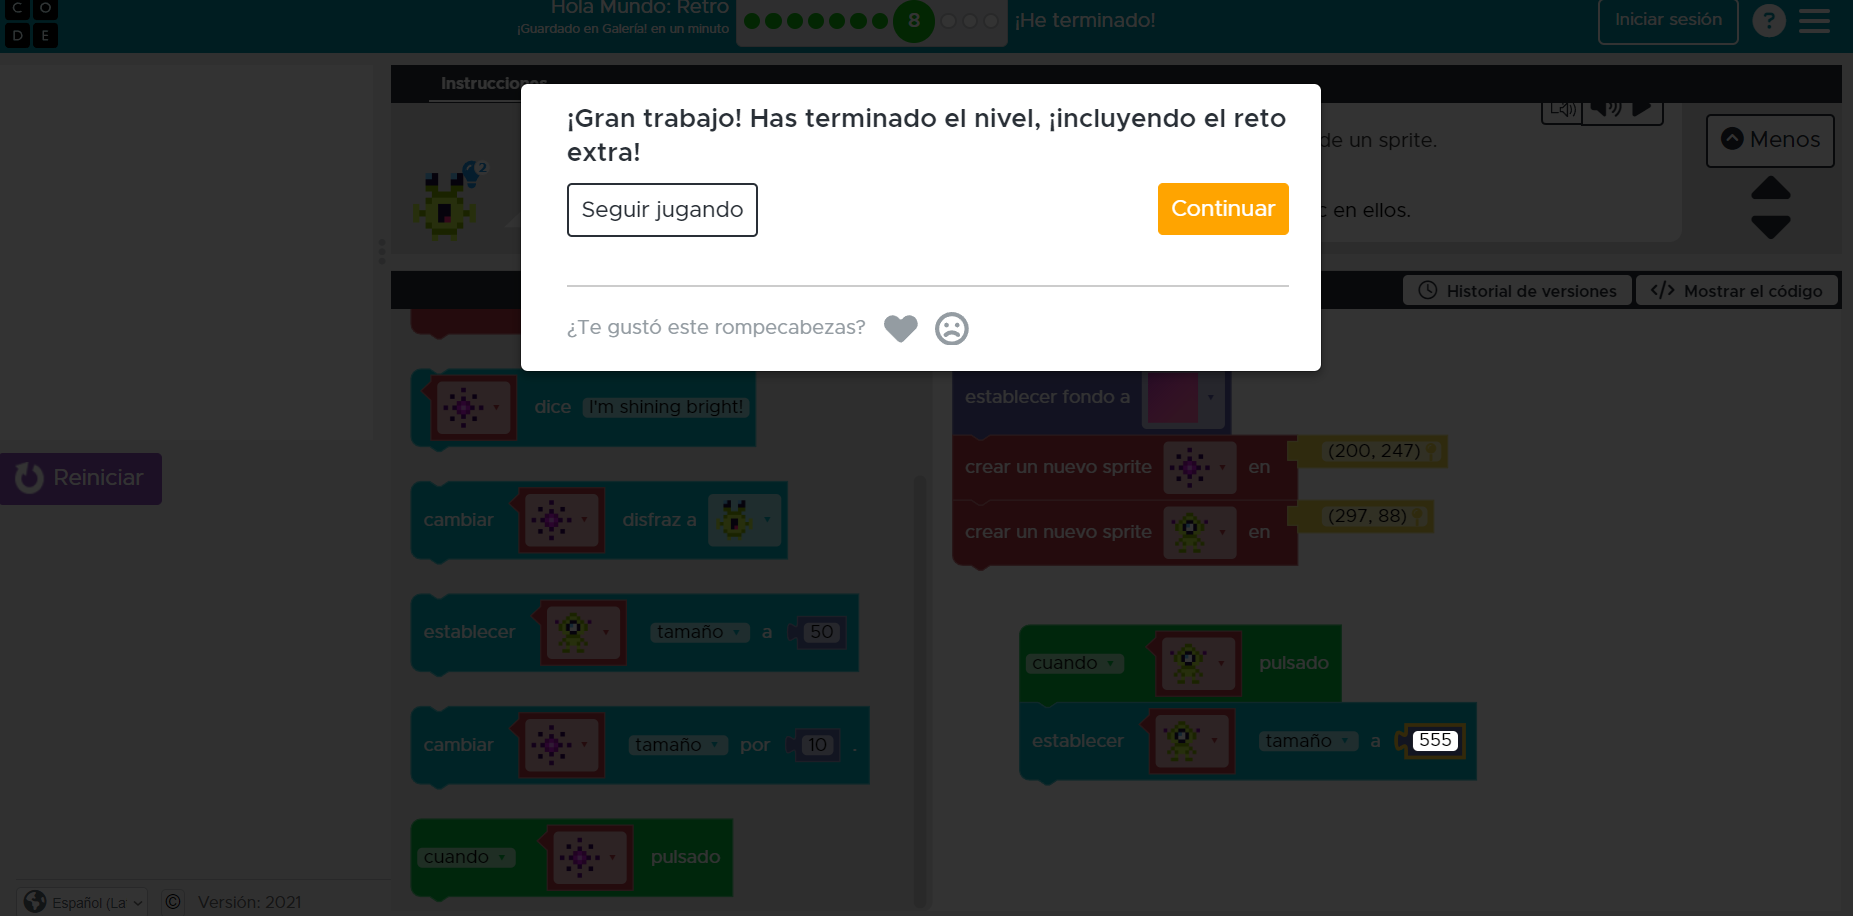 C O
D E
Hola Mundo: Retro
¡Guardado en Galería! en un minuto
8
¡He terminado!
Iniciar sesión
?
Instrucciones
¡Gran trabajo! Has terminado el nivel, ¡incluyendo el reto
extra!
Seguir jugando
Continuar
¿Te gustó este rompecabezas?
2
de un sprite.
en ellos.
Menos
Historial de versiones
</> Mostrar el código
Reiniciar
dice I'm shining bright!
cambiar disfraz a
establecer tamaño a 50
cambiar tamaño por 10 .
cuando pulsado
establecer fondo a
crear un nuevo sprite en (200, 247)
crear un nuevo sprite en (297, 88)
cuando pulsado
establecer tamaño a 555
Español (La
© Versión: 2021